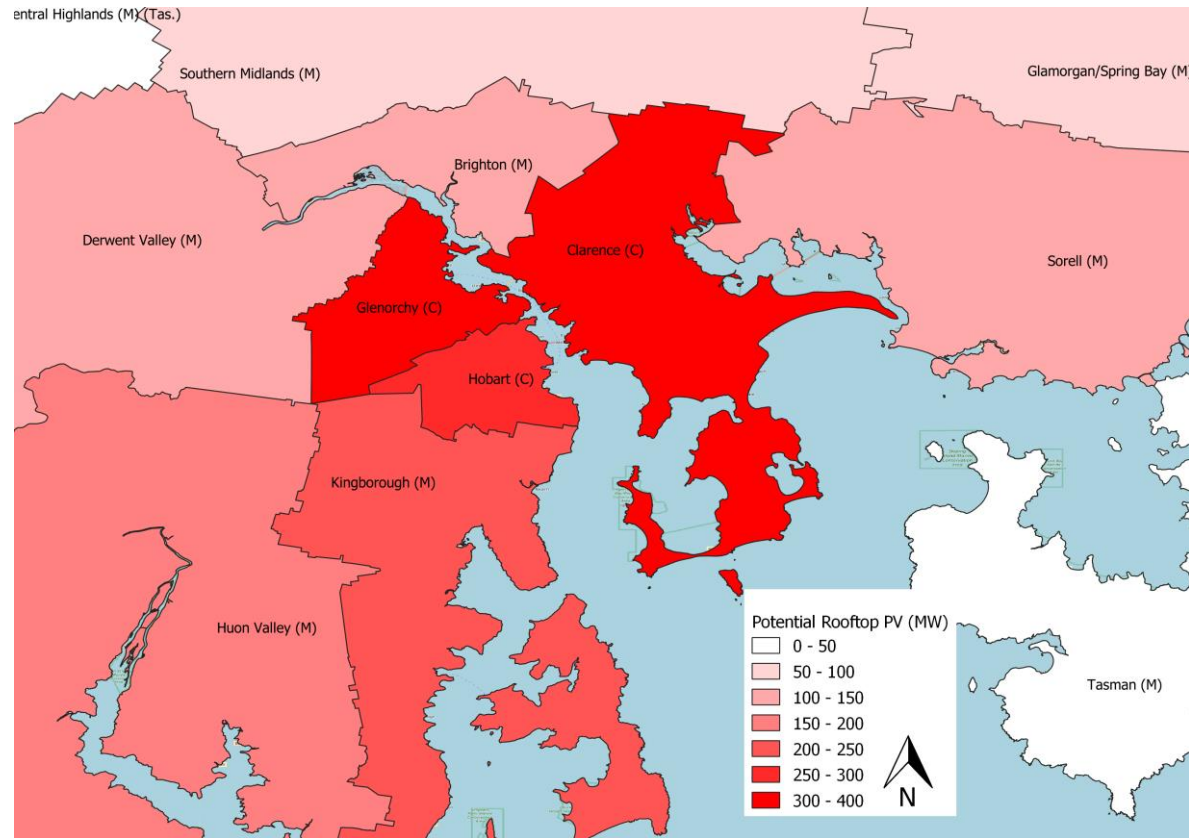 entral Highlands (M) (Tas.)
Southern Midlands (M)
Glamorgan/Spring Bay (M)
Brighton (M)
Derwent Valley (M)
Clarence (C)
Sorell (M)
Glenorchy (C)
Hobart (C)
Kingborough (M)
Huon Valley (M)
Tasman (M)
Potential Rooftop PV (MW)
0 - 50
50 - 100
100 - 150
150 - 200
200 - 250
250 - 300
300 - 400
N